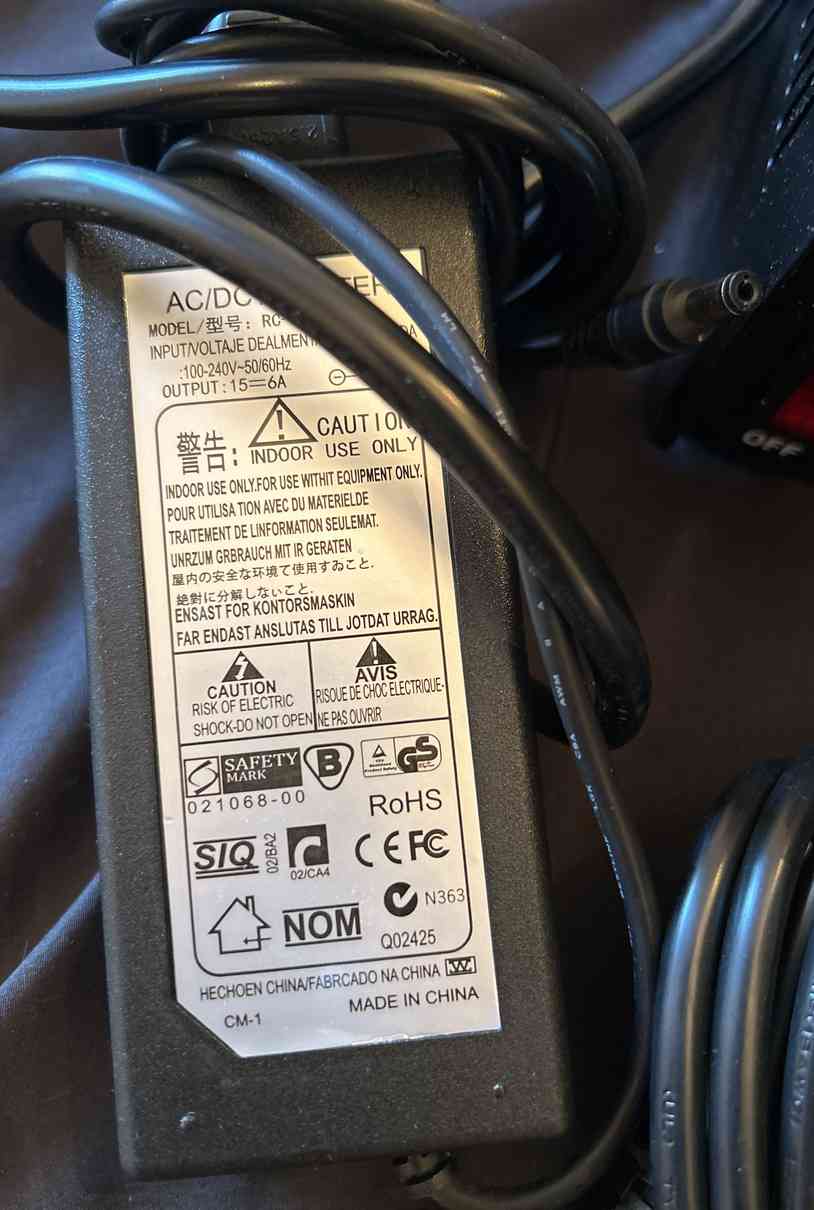 AC/DC
MODEL/型号: RC
INPUT/VOLTAJE DEALMENT
:100-240V~50/60Hz
OUTPUT:15⎓6A
警告:
CAUTION
INDOOR USE ONLY
INDOOR USE ONLY.FOR USE WITHIT EQUIPMENT ONLY.
POUR UTILISA TION AVEC DU MATERIELDE
TRAITEMENT DE LINFORMATION SEULEMAT.
UNRZUM GRBRAUCH MIT IR GERATEN
屋内の安全な环境て使用すゐこと.
绝對に分解しないこと.
ENSAST FOR KONTORSMASKIN
FAR ENDAST ANSLUTAS TILL JOTDAT URRAG.
CAUTION
RISK OF ELECTRIC
SHOCK-DO NOT OPEN
AVIS
RISOUE DE CHOC ELECTRIQUE-
NE PAS OUVRIR
SAFETY
MARK
021068-00
B
GS
RoHS
SIQ
02/BA2
02/CA4
CE FC
NOM
N363
Q02425
HECHOEN CHINA/FABRCADO NA CHINA
MADE IN CHINA
CM-1
OFF
AWM